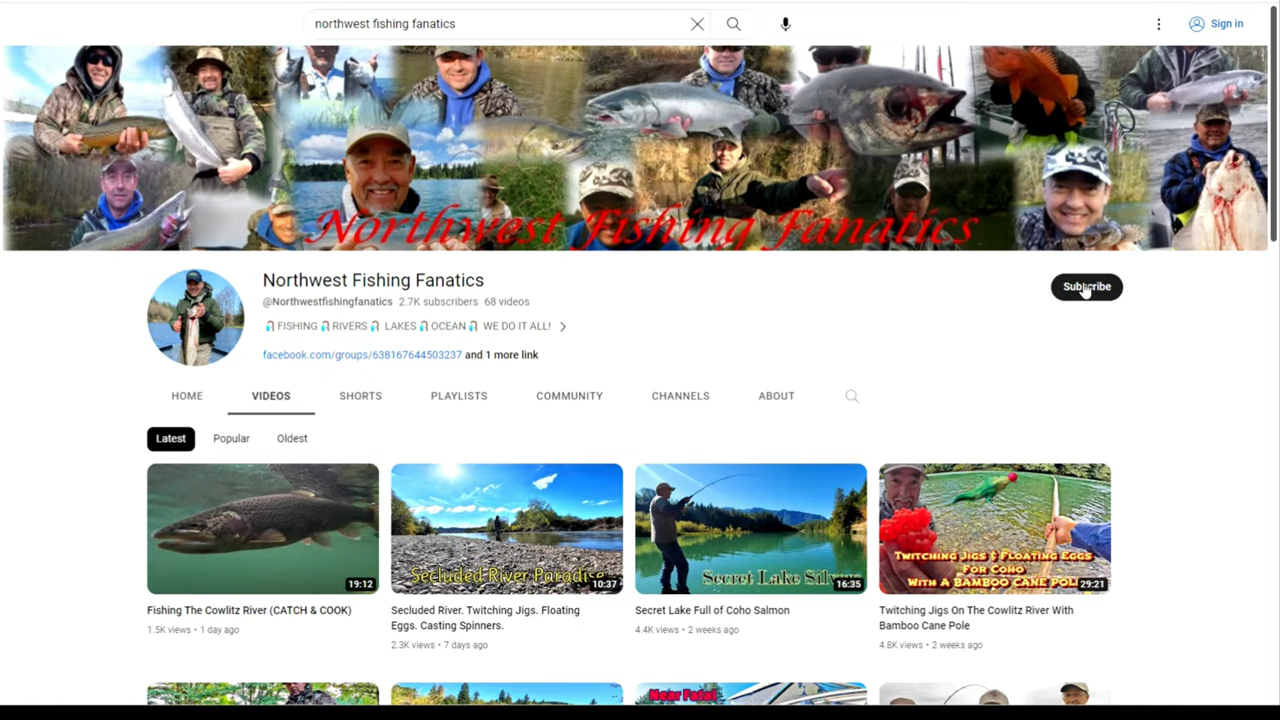 northwest fishing fanatics
Sign in
Northwest Fishing Fanatics
Northwest Fishing Fanatics
Subscribe
@Northwestfishingfanatics 2.7K subscribers 68 videos
🎣FISHING🎣RIVERS🎣 LAKES🎣OCEAN🎣 WE DO IT ALL!
facebook.com/groups/638167644503237 and 1 more link
HOME VIDEOS SHORTS PLAYLISTS COMMUNITY CHANNELS ABOUT
Latest Popular Oldest
19:12
Secluded River Paradise
10:37
Secret Lake
16:35
TWITCHING JIGS & FLOATING EGGS
FOR COHO
WITH A BAMBOO CANE POLE
29:21
Fishing The Cowlitz River (CATCH & COOK)
1.5K views • 1 day ago
Secluded River. Twitching Jigs. Floating
Eggs. Casting Spinners.
2.3K views • 7 days ago
Secret Lake Full of Coho Salmon
4.4K views • 2 weeks ago
Twitching Jigs On The Cowlitz River With
Bamboo Cane Pole
4.8K views • 2 weeks ago
Near Fatal